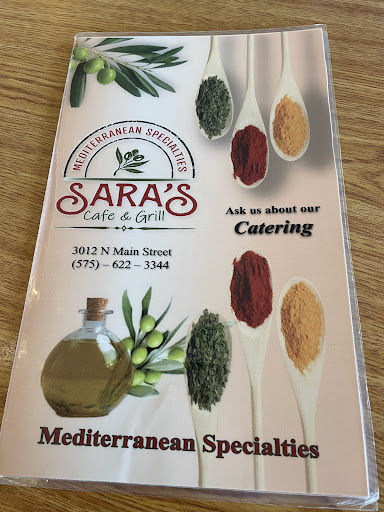 MEDITERRANEAN SPECIALTIES
SARA'S
Cafe & Grill
3012 N Main Street
(575) – 622 – 3344
Ask us about our
Catering
Mediterranean Specialties